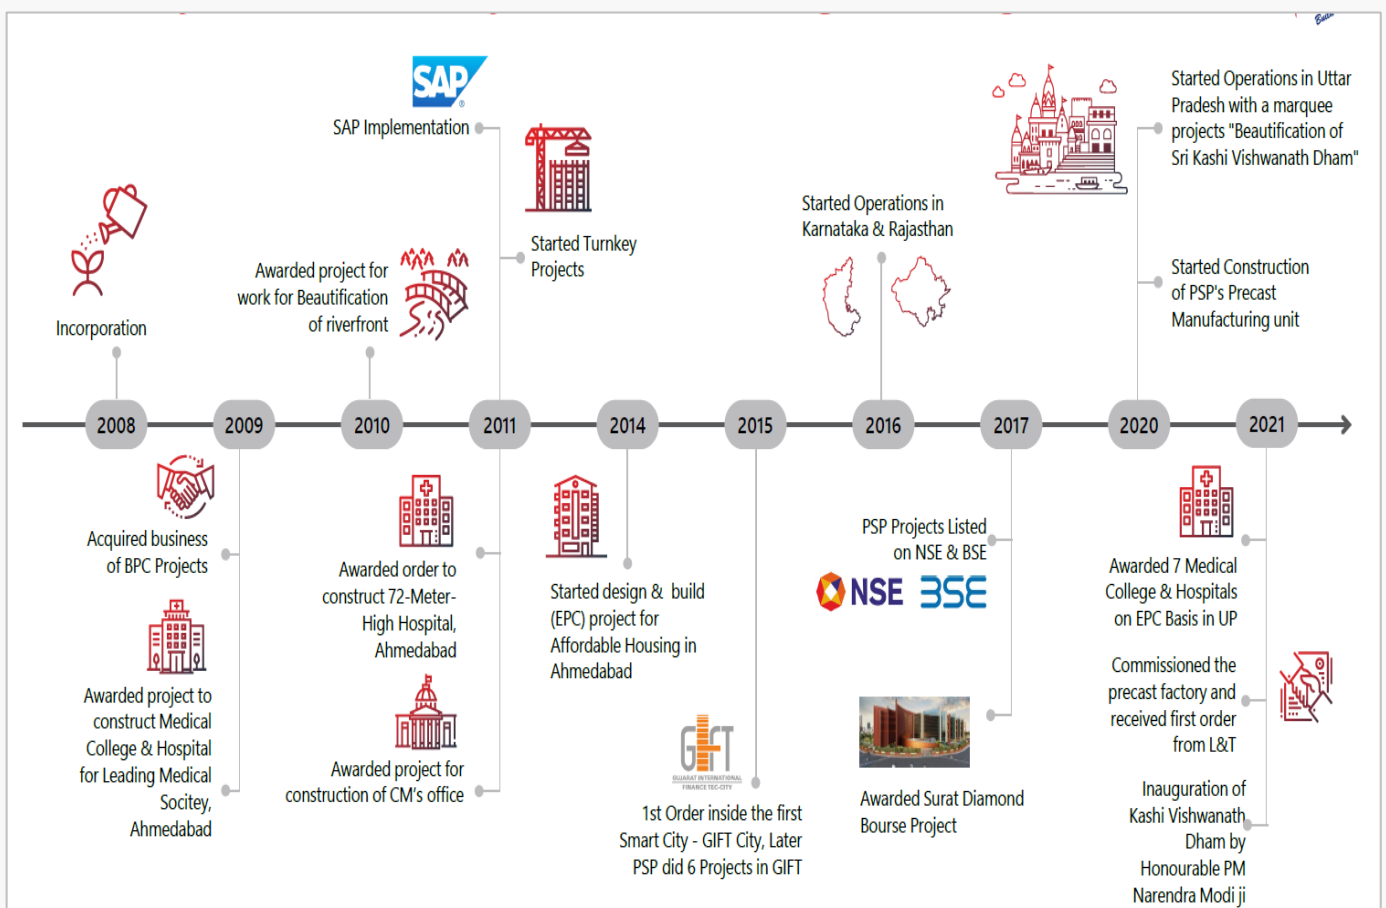 SAP
®
SAP Implementation
Started Turnkey
Projects
Started Operations in Uttar
Pradesh with a marquee
projects "Beautification of
Sri Kashi Vishwanath Dham"
Started Operations in
Karnataka & Rajasthan
Awarded project for
work for Beautification
of riverfront
Started Construction
of PSP's Precast
Manufacturing unit
Incorporation
2008
2009
2010
2011
2014
2015
2016
2017
2020
2021
Acquired business
of BPC Projects
Awarded project to
construct Medical
College & Hospital
for Leading Medical
Socitey,
Ahmedabad
Awarded order to
construct 72-Meter-
High Hospital,
Ahmedabad
Awarded project for
construction of CM's office
Started design & build
(EPC) project for
Affordable Housing in
Ahmedabad
GIFT
GUJARAT INTERNATIONAL
FINANCE TEC-CITY
1st Order inside the first
Smart City - GIFT City, Later
PSP did 6 Projects in GIFT
PSP Projects Listed
on NSE & BSE
NSE BSE
Awarded Surat Diamond
Bourse Project
Awarded 7 Medical
College & Hospitals
on EPC Basis in UP
Commissioned the
precast factory and
received first order
from L&T
Inauguration of
Kashi Vishwanath
Dham by
Honourable PM
Narendra Modi ji